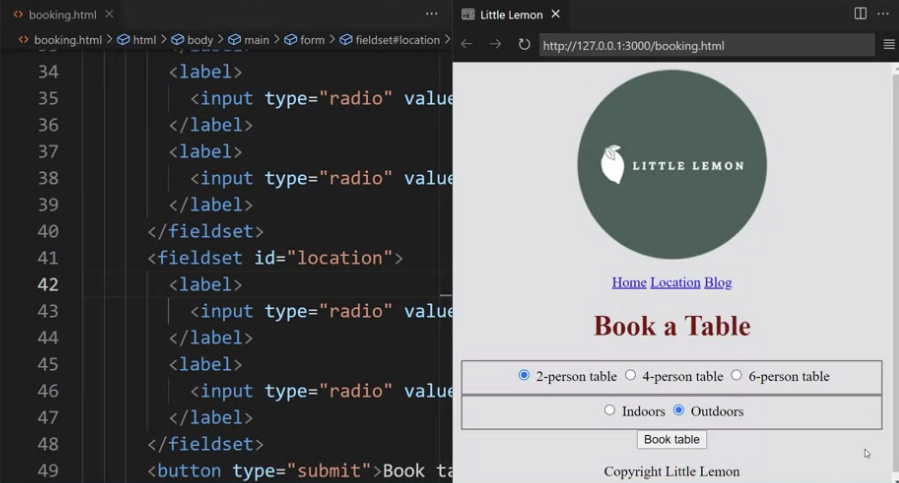 booking.html
booking.html > html > body > main > form > fieldset#location >
34 <label>
35 <input type="radio" value
36 </label>
37 <label>
38 <input type="radio" value
39 </label>
40 </fieldset>
41 <fieldset id="location">
42 <label>
43 <input type="radio" value
44 </label>
45 <label>
46 <input type="radio" value
47 </label>
48 </fieldset>
49 <button type="submit">Book ta
Little Lemon
http://127.0.0.1:3000/booking.html
LITTLE LEMON
Home Location Blog
Book a Table
2-person table 4-person table 6-person table
Indoors Outdoors
Book table
Copyright Little Lemon